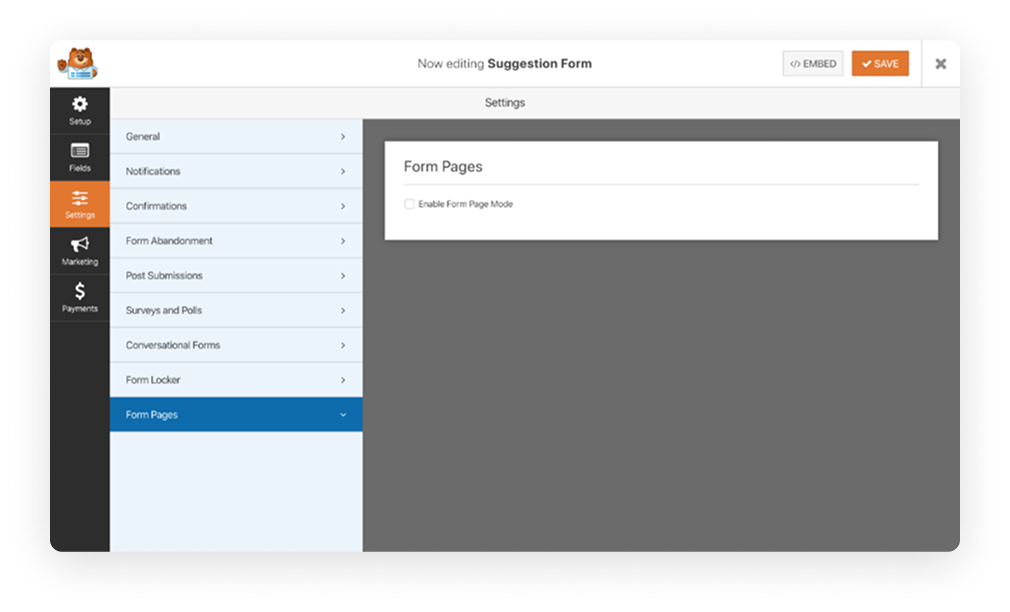 Now editing Suggestion Form
</> EMBED
SAVE
Setup
Fields
Settings
Marketing
Payments
Settings
General
Notifications
Confirmations
Form Abandonment
Post Submissions
Surveys and Polls
Conversational Forms
Form Locker
Form Pages
Form Pages
Enable Form Page Mode